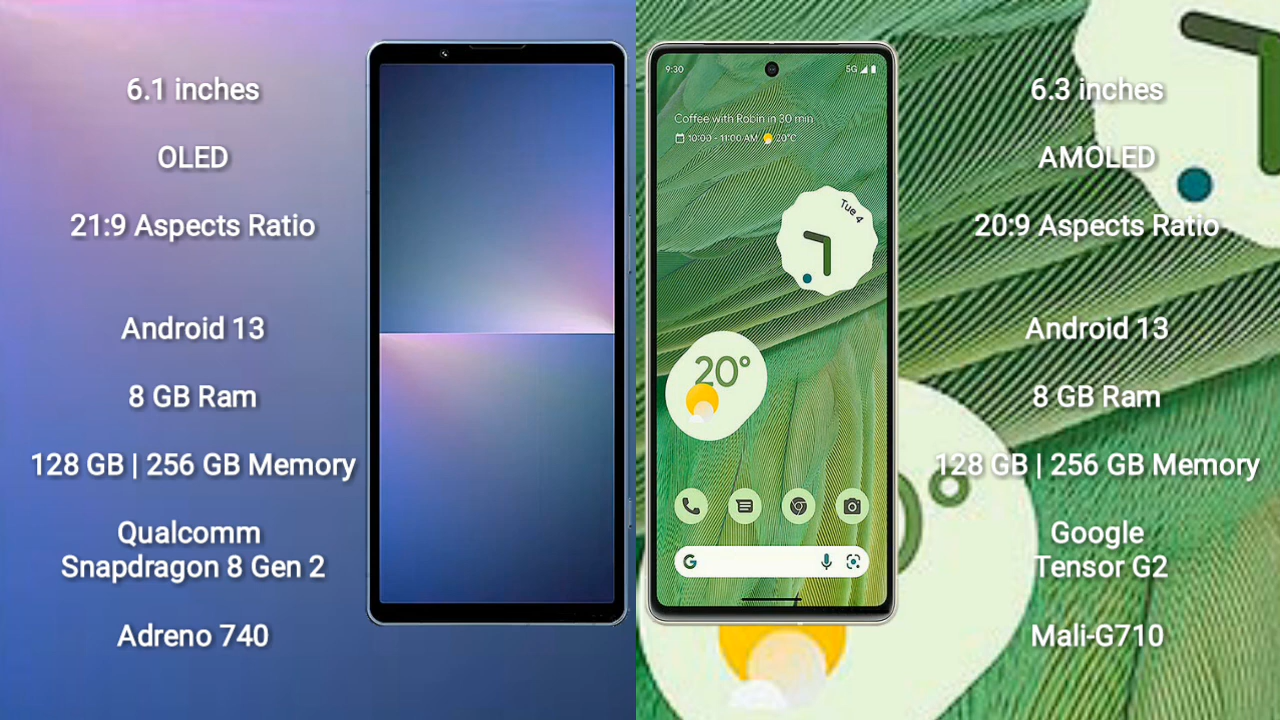 6.1 inches
OLED
21:9 Aspects Ratio
Android 13
8 GB Ram
128 GB | 256 GB Memory
Qualcomm
Snapdragon 8 Gen 2
Adreno 740
9:30
5G
Coffee with Robin in 30 min
10:00 - 11:00 AM
20°C
Tue 4
20°
G
6.3 inches
AMOLED
20:9 Aspects Ratio
Android 13
8 GB Ram
128 GB | 256 GB Memory
Google
Tensor G2
Mali-G710